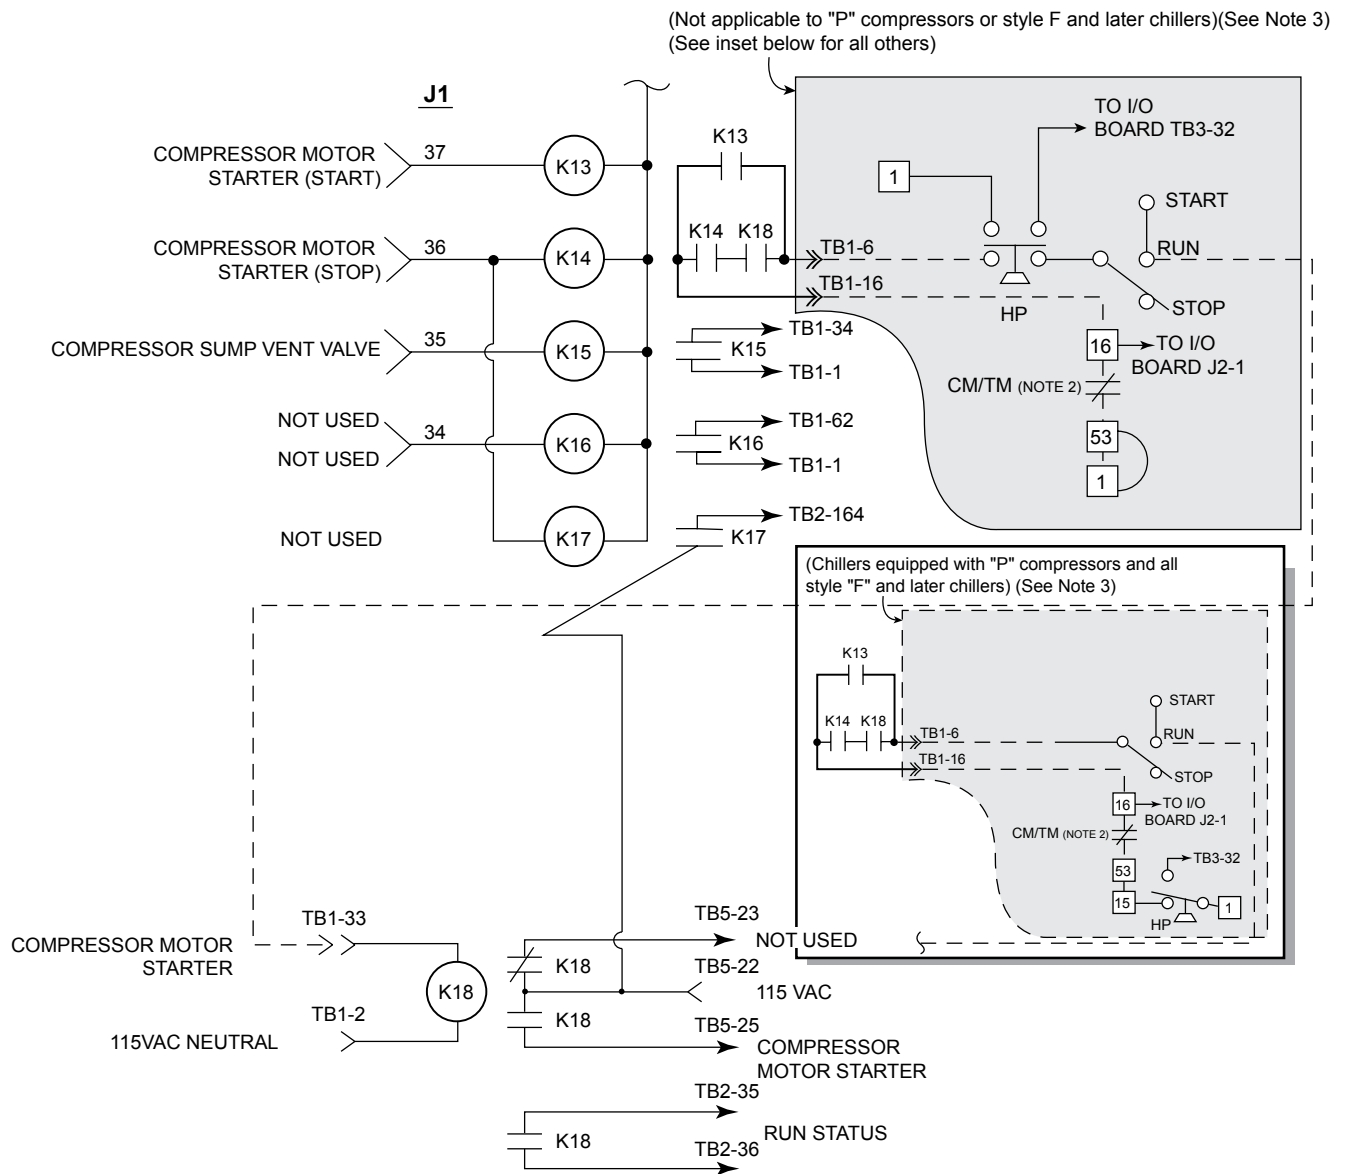 (Not applicable to "P" compressors or style F and later chillers)(See Note 3)
(See inset below for all others)
J1
COMPRESSOR MOTOR
STARTER (START)
37
K13
COMPRESSOR MOTOR
STARTER (STOP)
36
K14
COMPRESSOR SUMP VENT VALVE
35
K15
NOT USED
NOT USED
34
K16
NOT USED
K17
K13
K14
K18
TB1-6
TB1-16
K15
TB1-34
TB1-1
K16
TB1-62
TB1-1
K17
TB2-164
TO I/O
BOARD TB3-32
1
START
RUN
STOP
HP
16
TO I/O
BOARD J2-1
CM/TM (NOTE 2)
53
1
(Chillers equipped with "P" compressors and all
style "F" and later chillers) (See Note 3)
K13
K14
K18
TB1-6
TB1-16
START
RUN
STOP
16
TO I/O
BOARD J2-1
CM/TM (NOTE 2)
53
TB3-32
15
HP
1
COMPRESSOR MOTOR
STARTER
TB1-33
K18
115VAC NEUTRAL
TB1-2
K18
TB5-23
NOT USED
TB5-22
115 VAC
K18
TB5-25
COMPRESSOR
MOTOR STARTER
K18
TB2-35
RUN STATUS
TB2-36